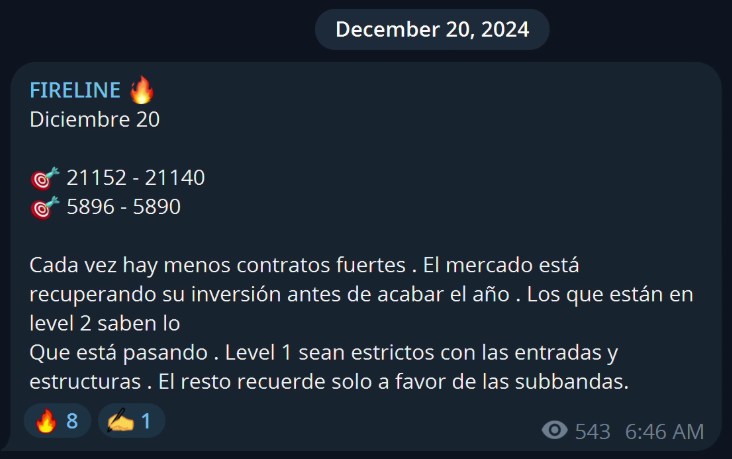 December 20, 2024
FIRELINE 🔥
Diciembre 20
🎯 21152 - 21140
🎯 5896 - 5890
Cada vez hay menos contratos fuertes . El mercado está
recuperando su inversión antes de acabar el año . Los que están en
level 2 saben lo
Que está pasando . Level 1 sean estrictos con las entradas y
estructuras . El resto recuerde solo a favor de las subbandas.
🔥 8 ✍️ 1
543 6:46 AM